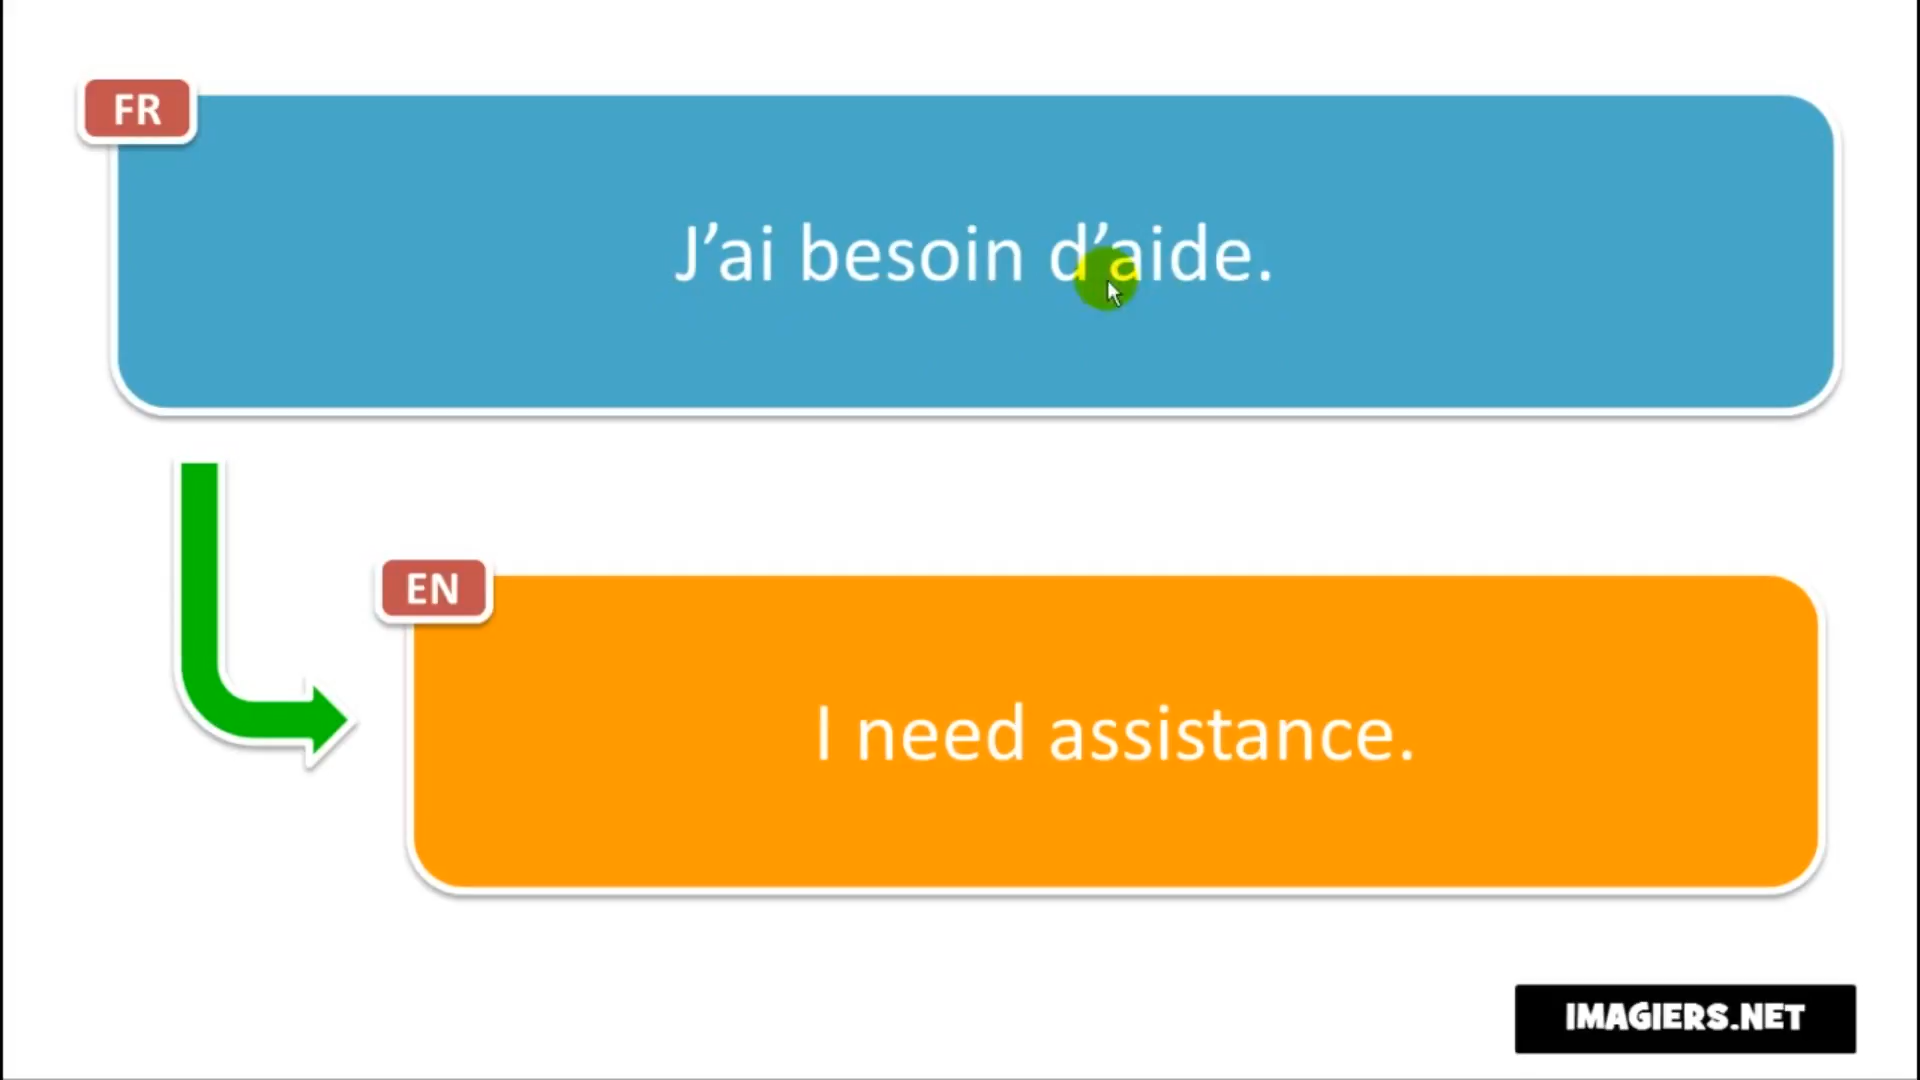 FR
J’ai besoin d’aide.
EN
I need assistance.
IMAGIERS.NET